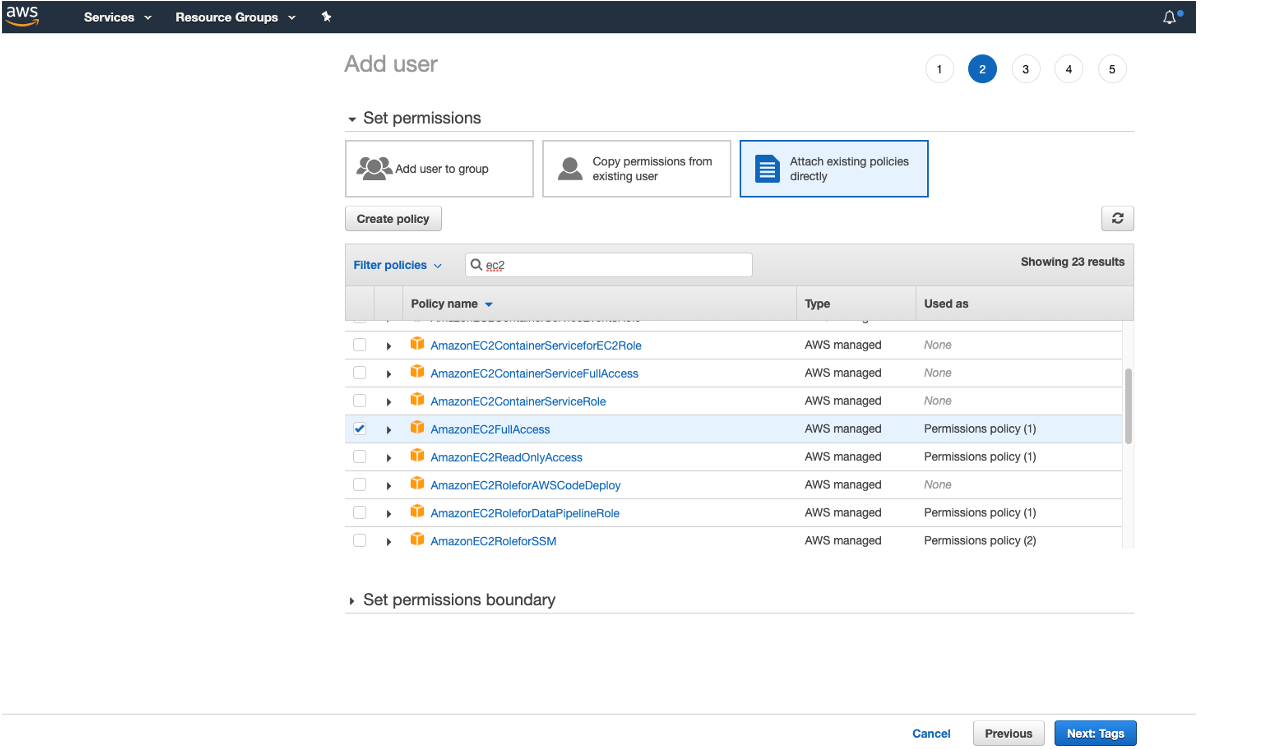 aws
Services
Resource Groups
Add user
1
2
3
4
5
Set permissions
Add user to group
Copy permissions from
existing user
Attach existing policies
directly
Create policy
Filter policies
ec2
Showing 23 results
Policy name
Type
Used as
AmazonEC2ContainerServiceforEC2Role AWS managed None
AmazonEC2ContainerServiceFullAccess AWS managed None
AmazonEC2ContainerServiceRole AWS managed None
AmazonEC2FullAccess AWS managed Permissions policy (1)
AmazonEC2ReadOnlyAccess AWS managed Permissions policy (1)
AmazonEC2RoleforAWSCodeDeploy AWS managed None
AmazonEC2RoleforDataPipelineRole AWS managed Permissions policy (1)
AmazonEC2RoleforSSM AWS managed Permissions policy (2)
Set permissions boundary
Cancel
Previous
Next: Tags